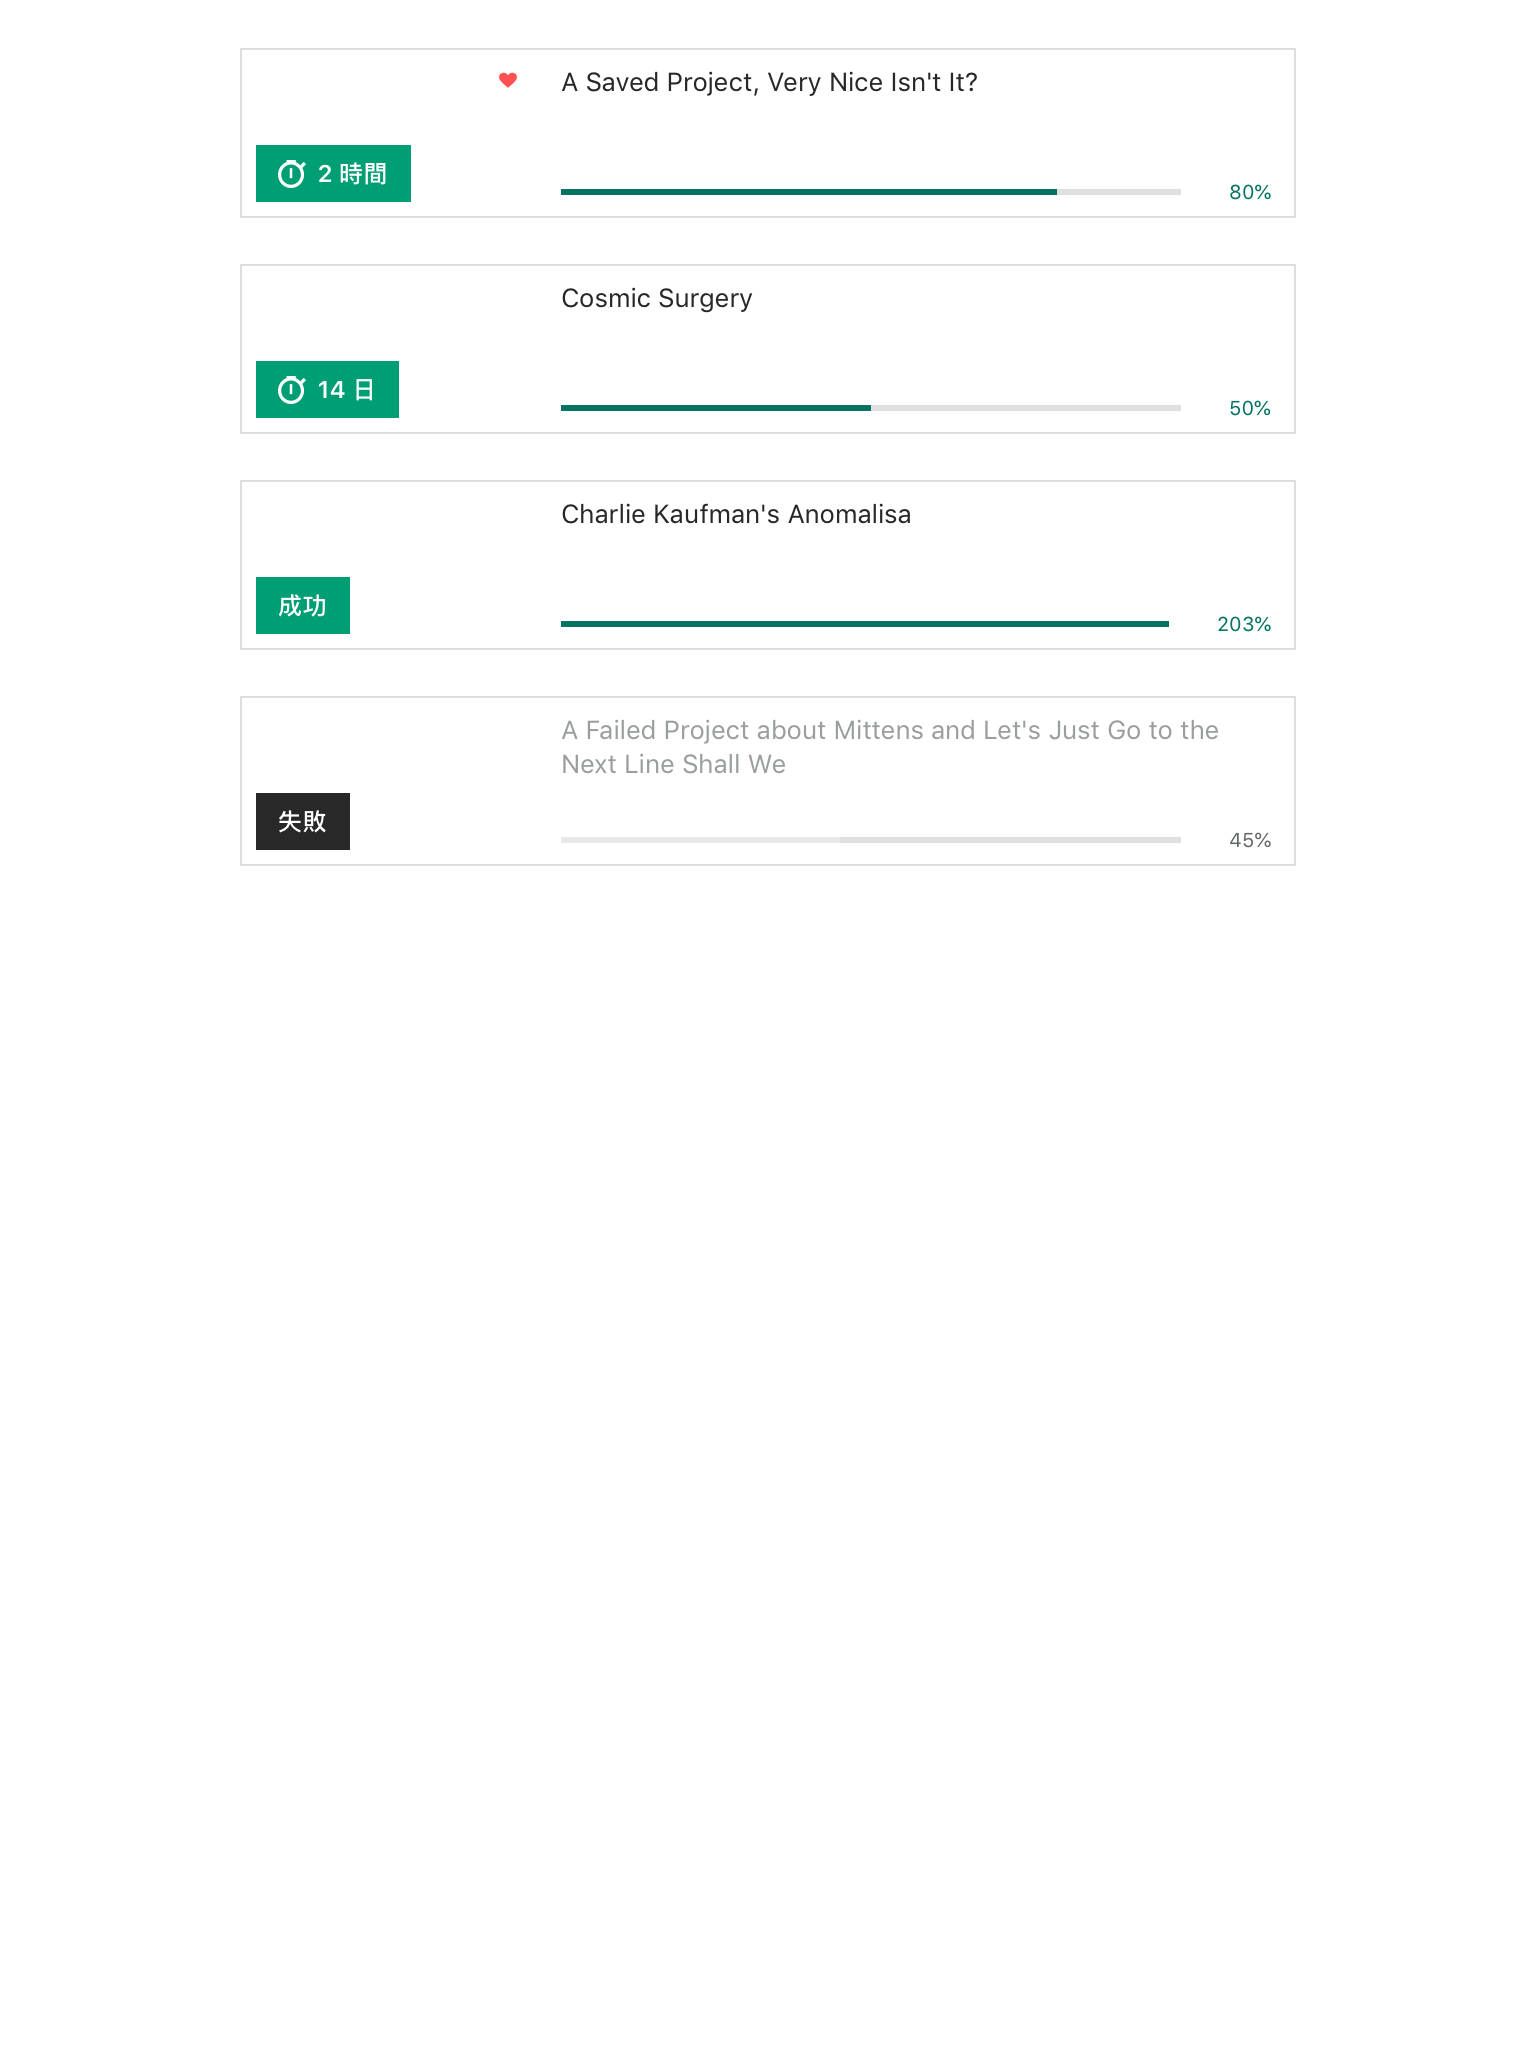 A Saved Project, Very Nice Isn't It?
2 時間
80%
Cosmic Surgery
14 日
50%
Charlie Kaufman's Anomalisa
成功
203%
A Failed Project about Mittens and Let's Just Go to the
Next Line Shall We
失敗
45%